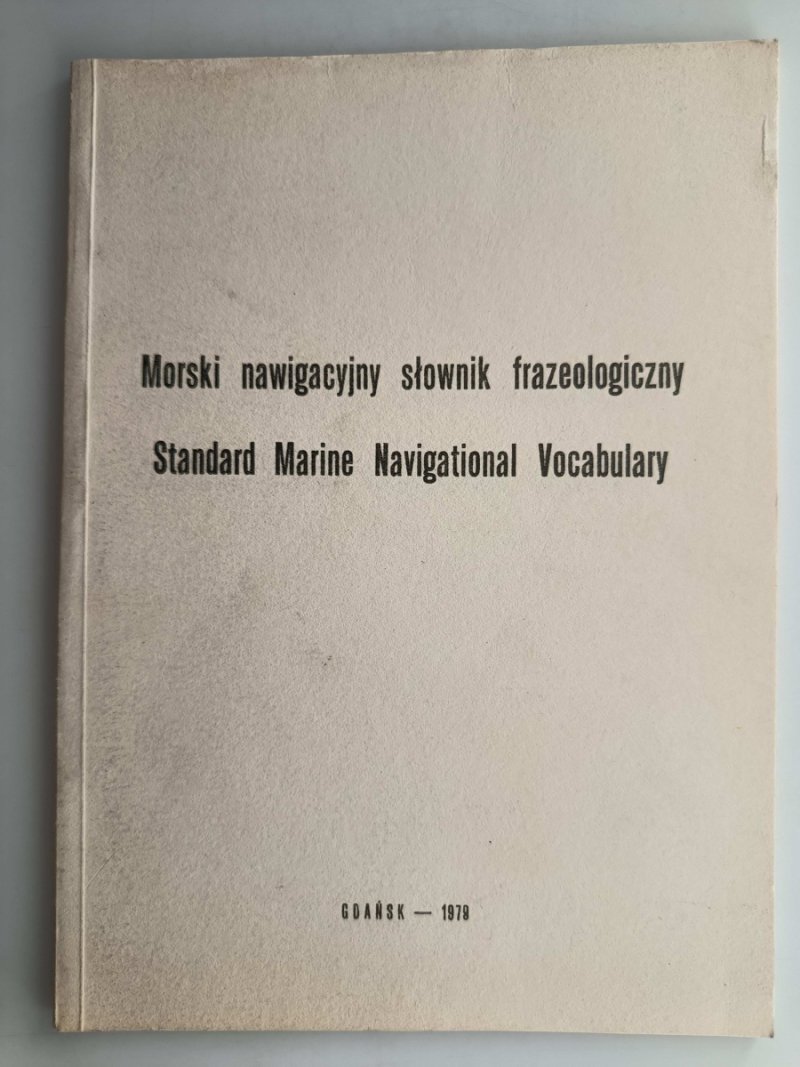 Morski nawigacyjny słownik frazeologiczny
Standard Marine Navigational Vocabulary
GDAŃSK — 1979